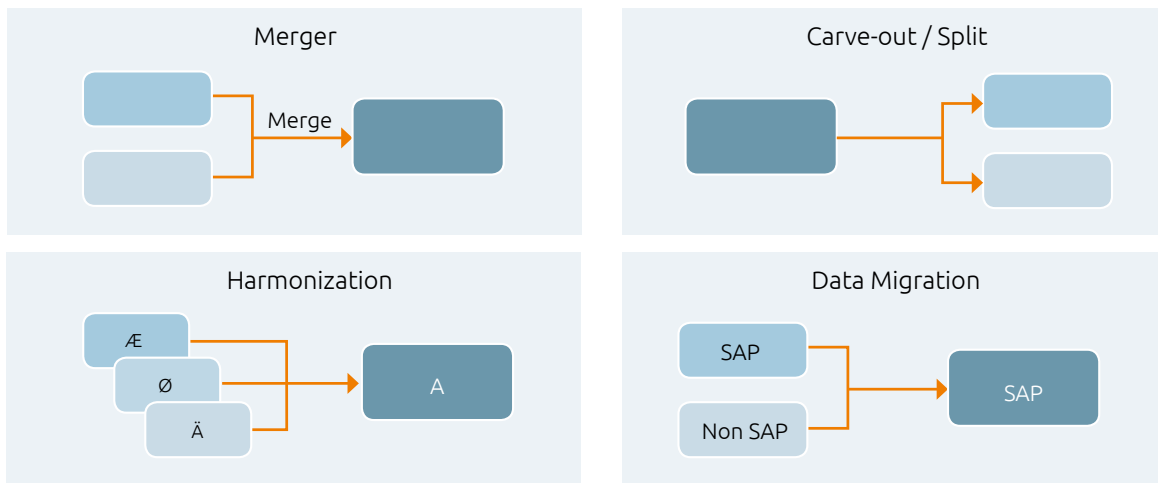 Merger
Merge
Carve-out / Split
Harmonization
Æ
Ø
Ä
A
Data Migration
SAP
Non SAP
SAP